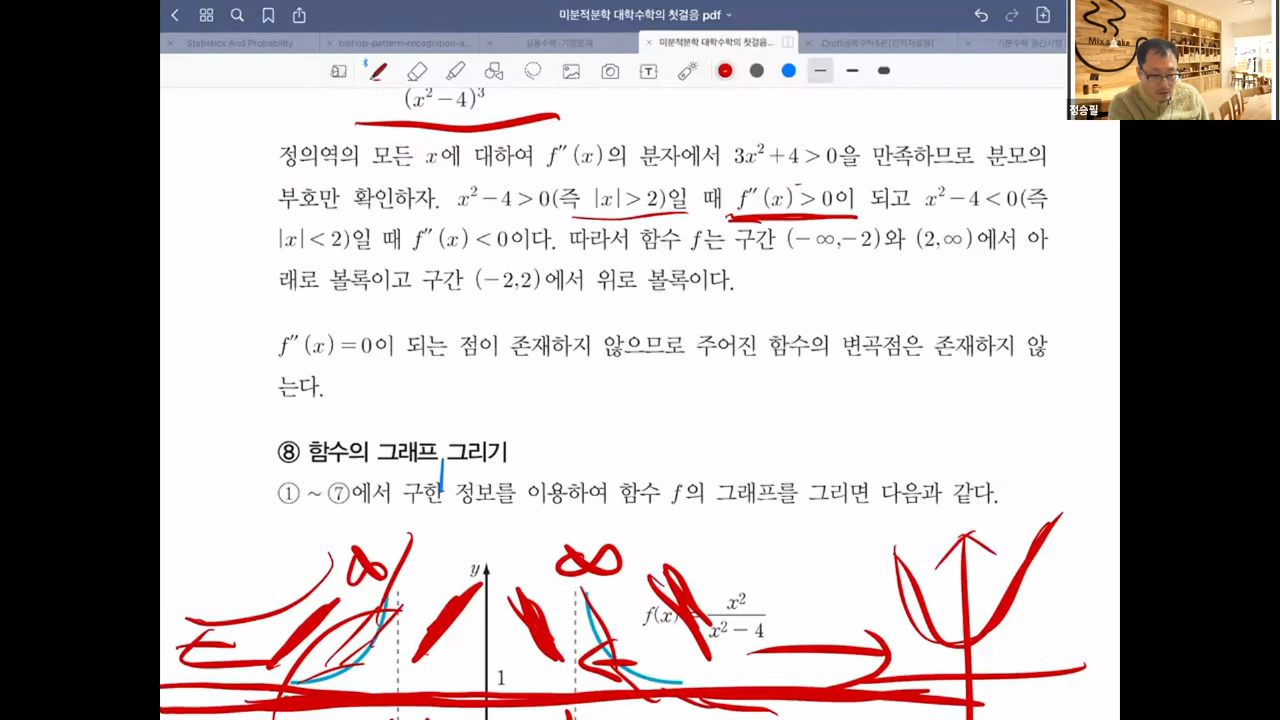 미분적분학 대학수학의 첫걸음 pdf
Statistics And Probability
bishop-pattern-recognition-a...
미분적분학 대학수학의 첫걸음...
Mix&Bake
정승필
(x² − 4)³
정의역의 모든 x에 대하여 f″(x)의 분자에서 3x² + 4 > 0을 만족하므로 분모의
부호만 확인하자. x² − 4 > 0(즉 |x| > 2)일 때 f″(x) > 0이 되고 x² − 4 < 0(즉
|x| < 2)일 때 f″(x) < 0이다. 따라서 함수 f는 구간 (−∞,−2)와 (2,∞)에서 아
래로 볼록이고 구간 (−2,2)에서 위로 볼록이다.
f″(x) = 0이 되는 점이 존재하지 않으므로 주어진 함수의 변곡점은 존재하지 않
는다.
⑧ 함수의 그래프 그리기
① ~ ⑦에서 구한 정보를 이용하여 함수 f의 그래프를 그리면 다음과 같다.
∞ ∞
y
f(x) = x² / (x² − 4)
1